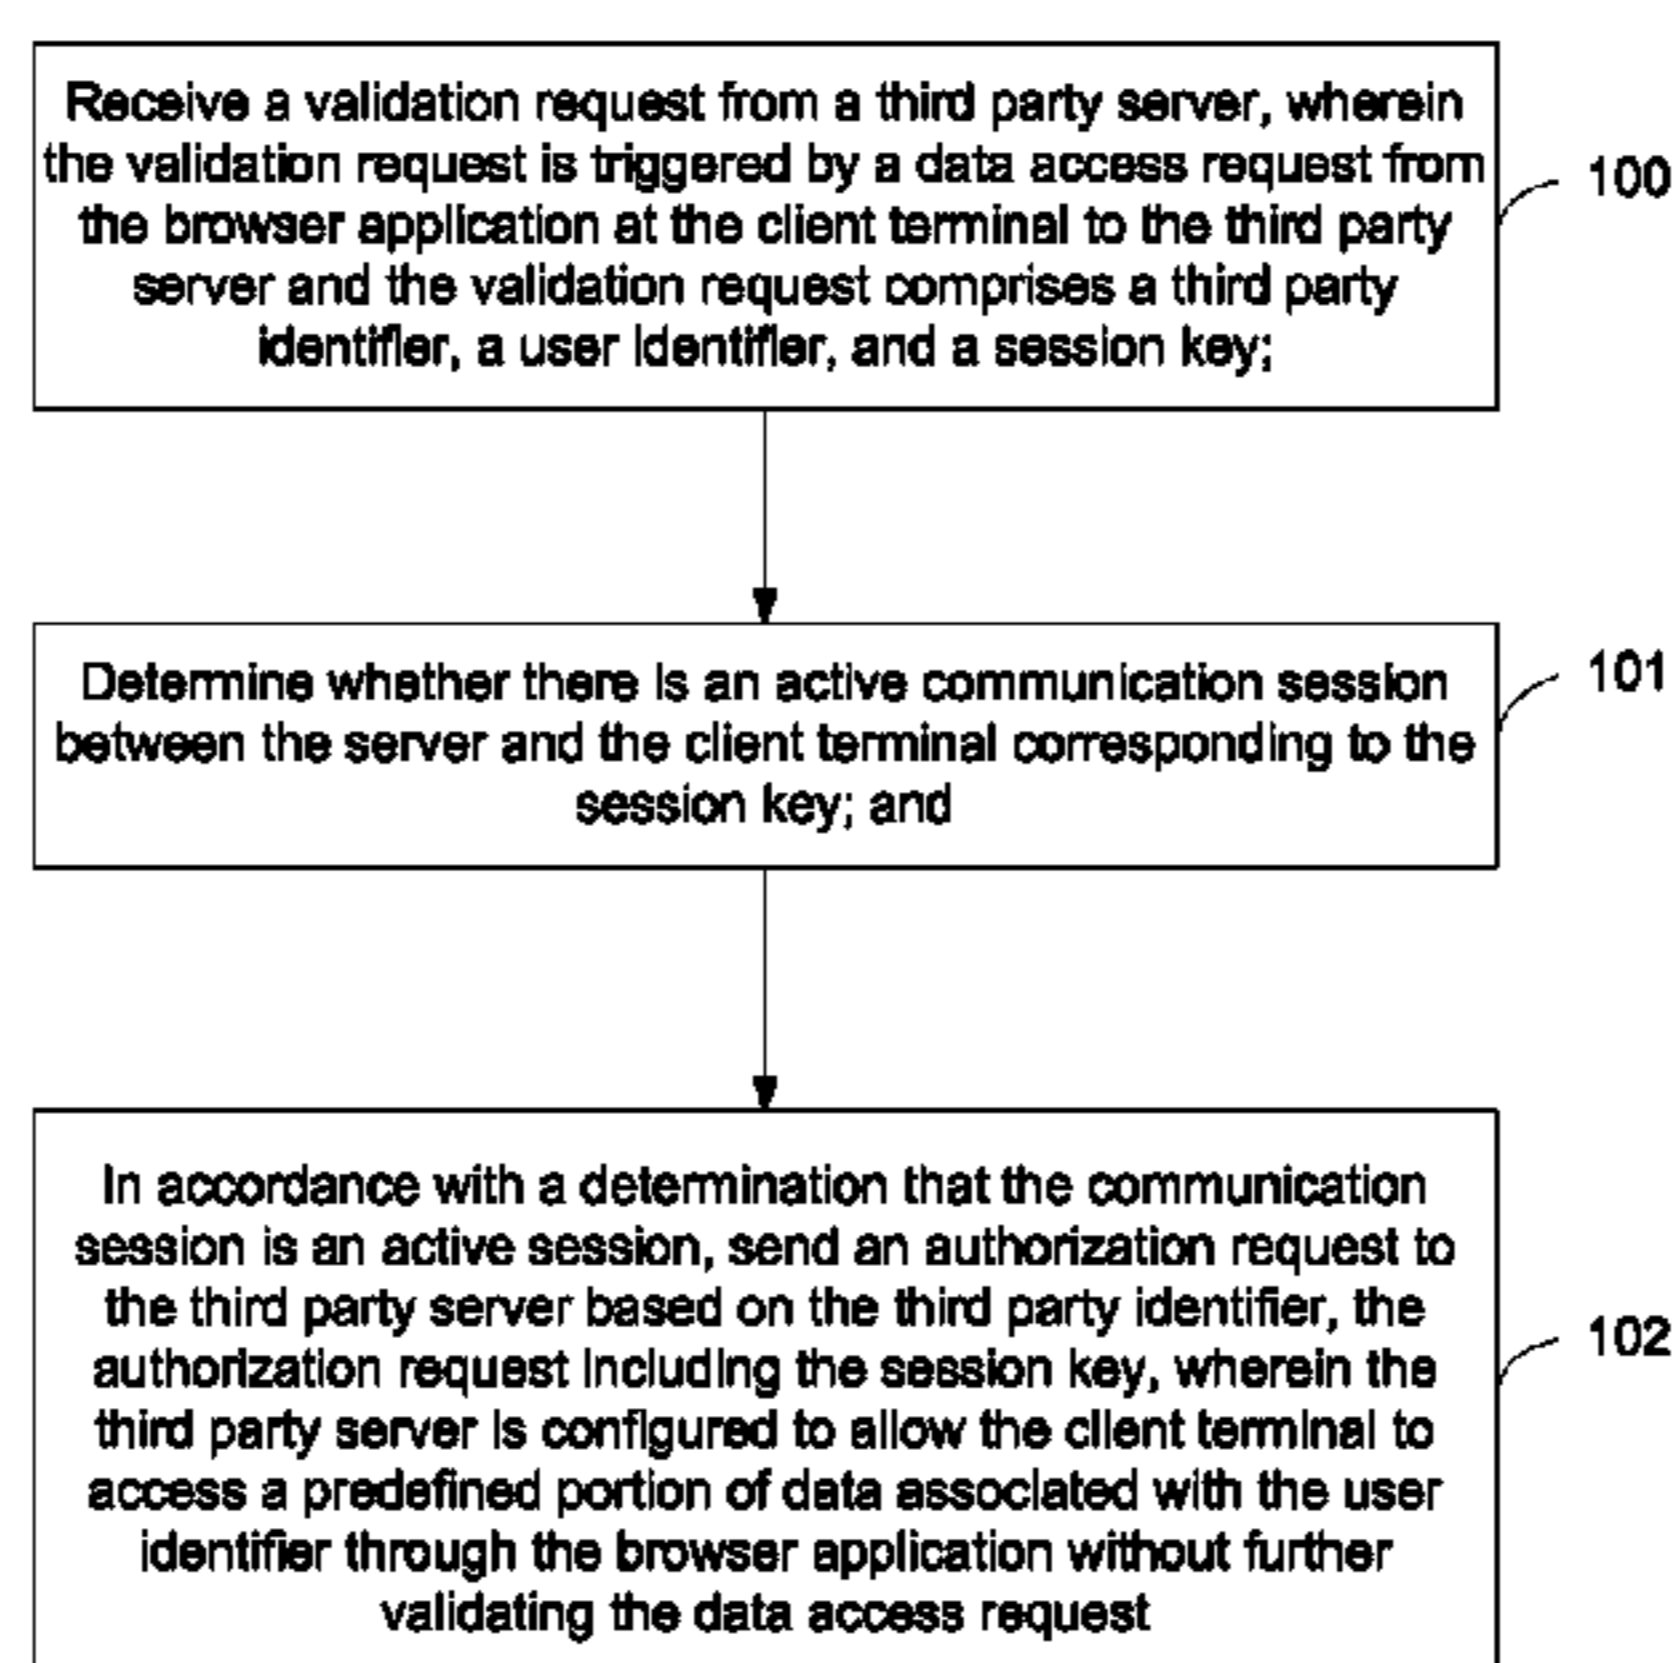 Receive a validation request from a third party server, wherein
the validation request is triggered by a data access request from
the browser application at the client terminal to the third party
server and the validation request comprises a third party
identifier, a user identifier, and a session key;
100
Determine whether there is an active communication session
between the server and the client terminal corresponding to the
session key; and
101
In accordance with a determination that the communication
session is an active session, send an authorization request to
the third party server based on the third party identifier, the
authorization request including the session key, wherein the
third party server is configured to allow the client terminal to
access a predefined portion of data associated with the user
identifier through the browser application without further
validating the data access request
102